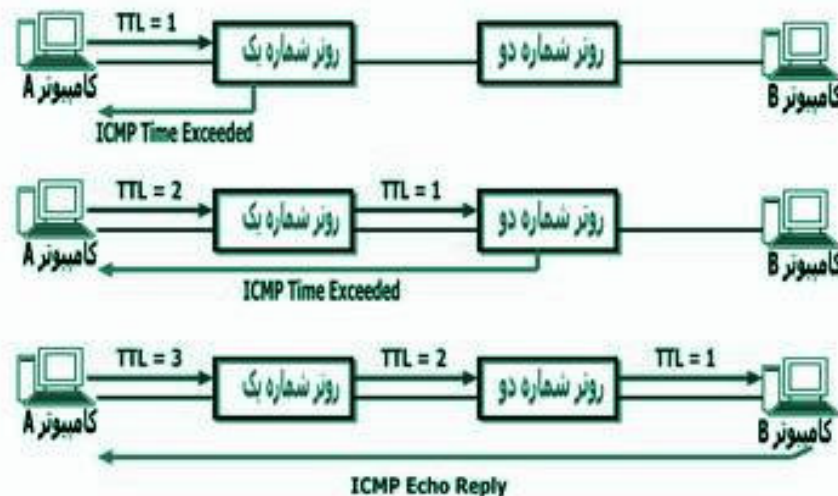 TTL = 1
روتر شماره یک
روتر شماره دو
کامپیوتر A
کامپیوتر B
ICMP Time Exceeded
TTL = 2
TTL = 1
روتر شماره یک
روتر شماره دو
کامپیوتر A
کامپیوتر B
ICMP Time Exceeded
TTL = 3
TTL = 2
TTL = 1
روتر شماره یک
روتر شماره دو
کامپیوتر A
کامپیوتر B
ICMP Echo Reply